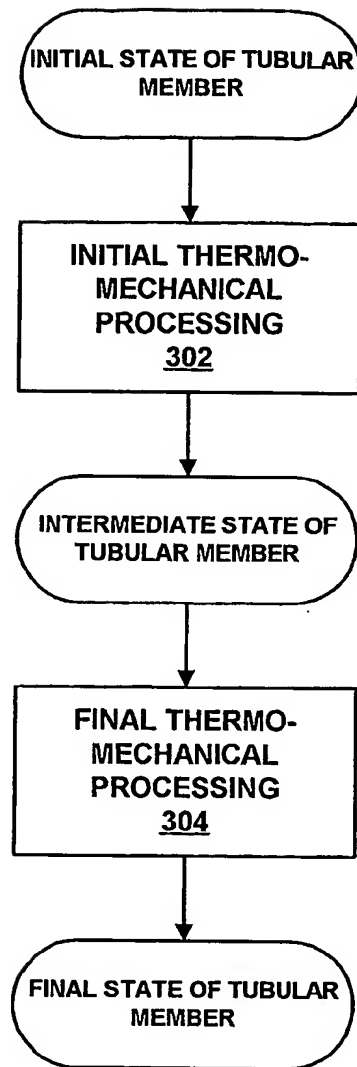 INITIAL STATE OF TUBULAR
MEMBER
INITIAL THERMO-
MECHANICAL
PROCESSING
302
INTERMEDIATE STATE OF
TUBULAR MEMBER
FINAL THERMO-
MECHANICAL
PROCESSING
304
FINAL STATE OF TUBULAR
MEMBER